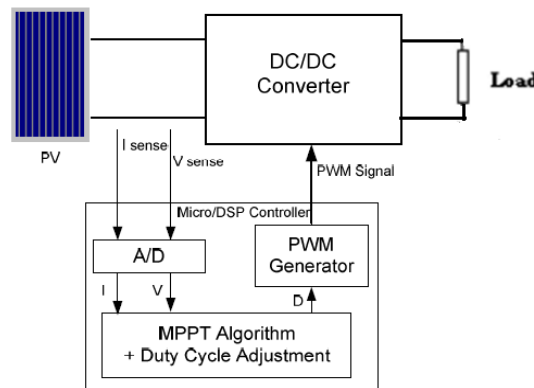 DC/DC
Converter
Load
PV
I sense
V sense
PWM Signal
Micro/DSP Controller
A/D
PWM
Generator
I
V
D
MPPT Algorithm
+ Duty Cycle Adjustment